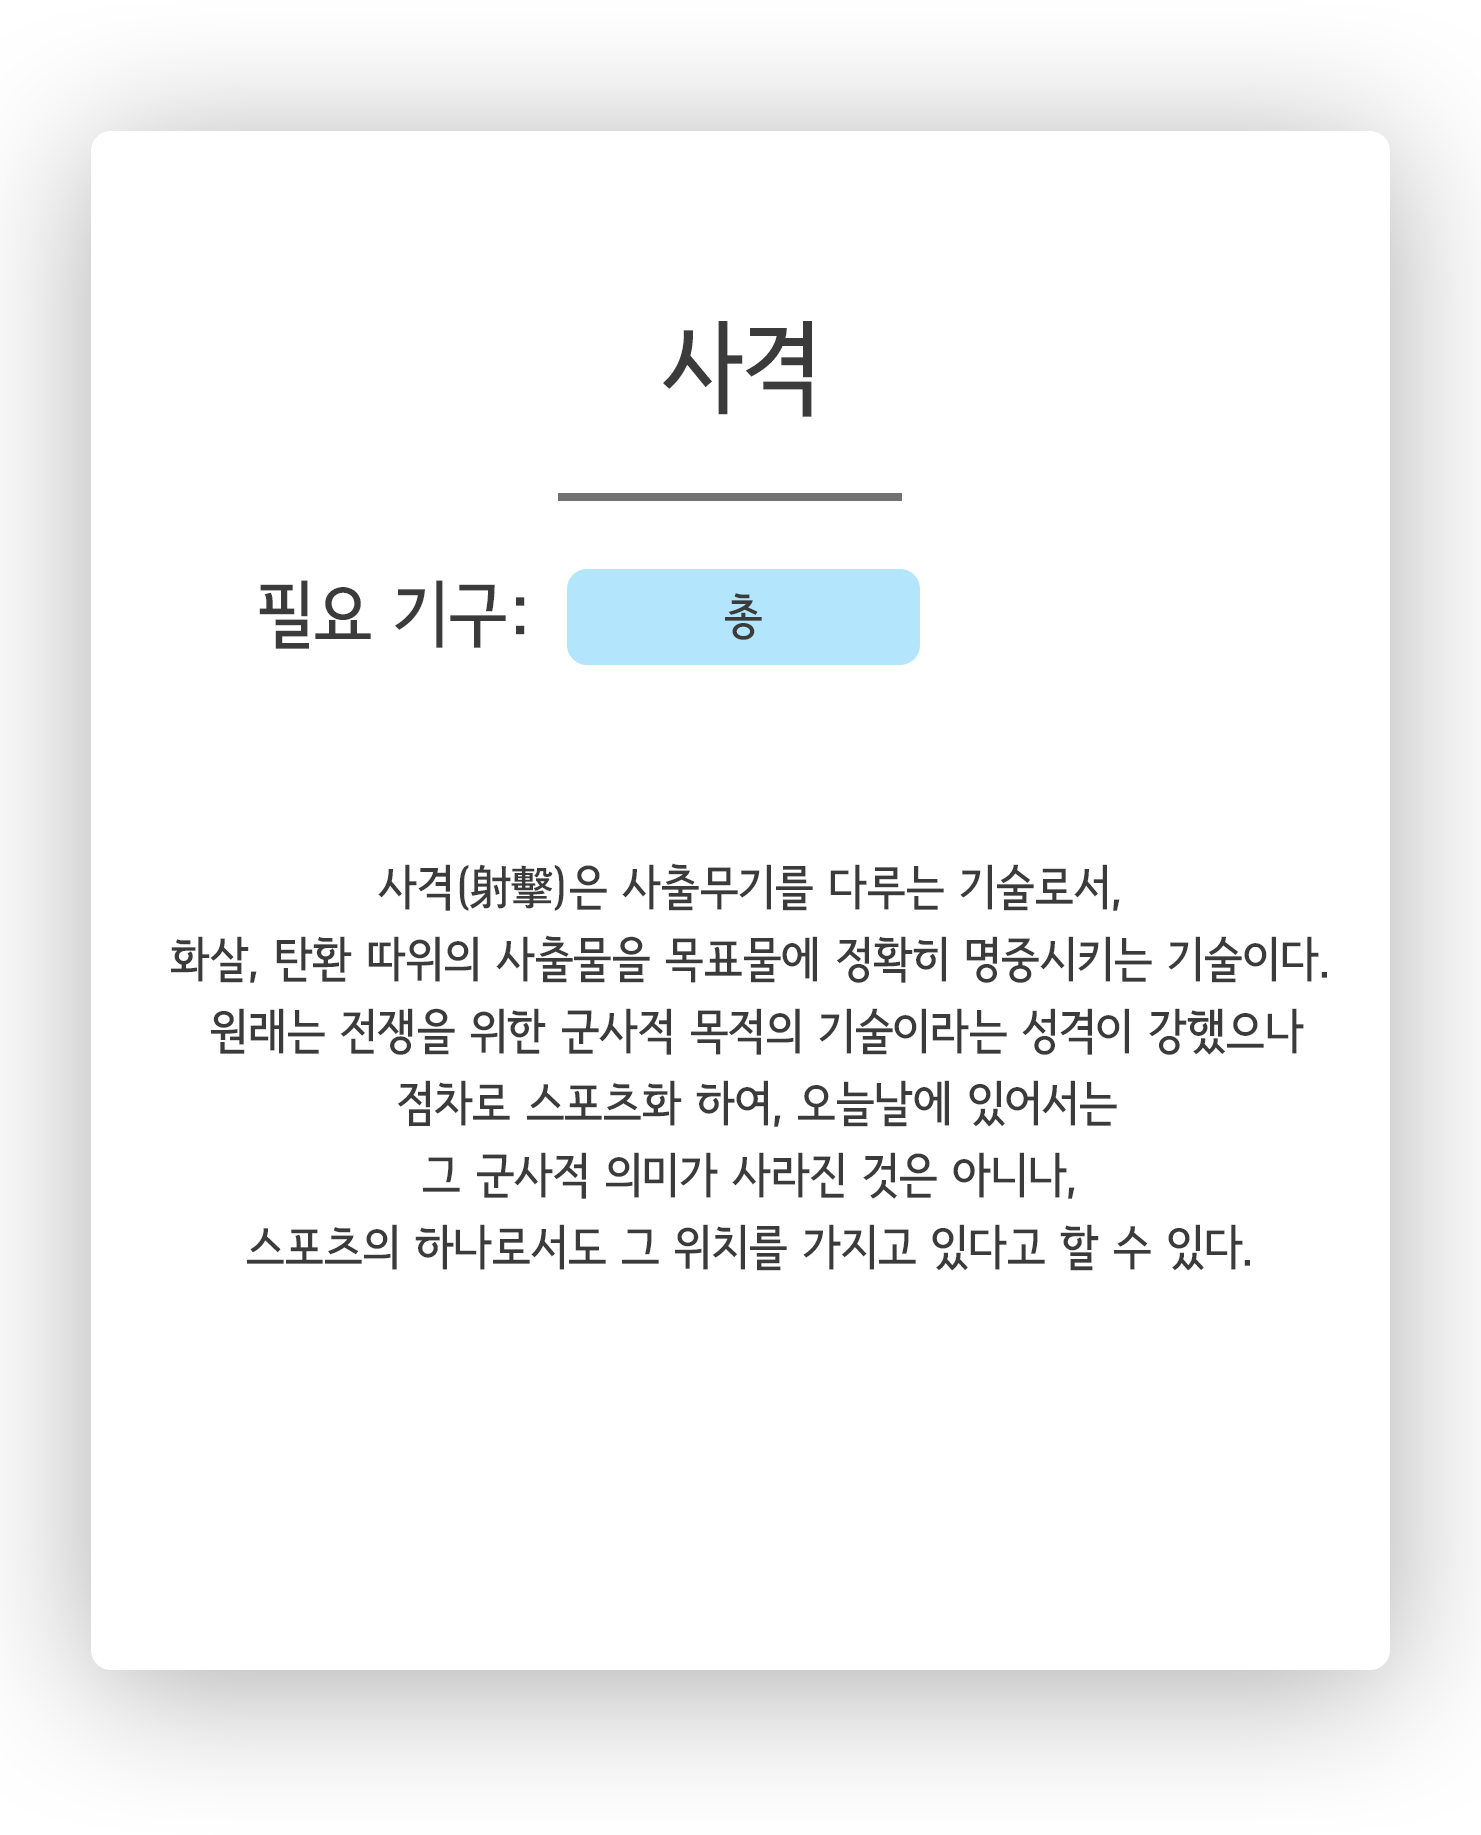 사격
필요 기구: 총
사격(射擊)은 사출무기를 다루는 기술로서,
화살, 탄환 따위의 사출물을 목표물에 정확히 명중시키는 기술이다.
원래는 전쟁을 위한 군사적 목적의 기술이라는 성격이 강했으나
점차로 스포츠화 하여, 오늘날에 있어서는
그 군사적 의미가 사라진 것은 아니나,
스포츠의 하나로서도 그 위치를 가지고 있다고 할 수 있다.